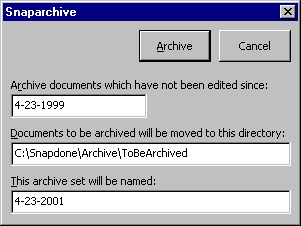 Snaparchive
Archive Cancel
Archive documents which have not been edited since:
4-23-1999
Documents to be archived will be moved to this directory:
C:\Snapdone\Archive\ToBeArchived
This archive set will be named:
4-23-2001